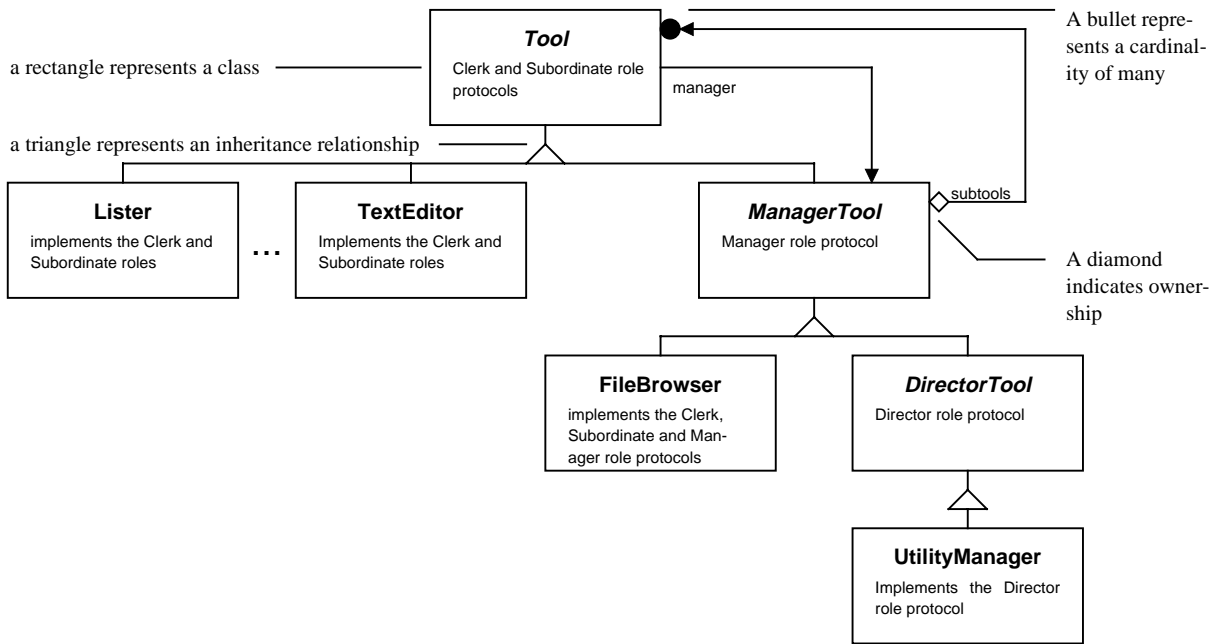 A bullet repre-
sents a cardinal-
ity of many
Tool
Clerk and Subordinate role
protocols
a rectangle represents a class
manager
a triangle represents an inheritance relationship
Lister
implements the Clerk and
Subordinate roles
...
TextEditor
Implements the Clerk and
Subordinate roles
ManagerTool
Manager role protocol
subtools
A diamond
indicates owner-
ship
FileBrowser
implements the Clerk,
Subordinate and Man-
ager role protocols
DirectorTool
Director role protocol
UtilityManager
Implements the Director
role protocol